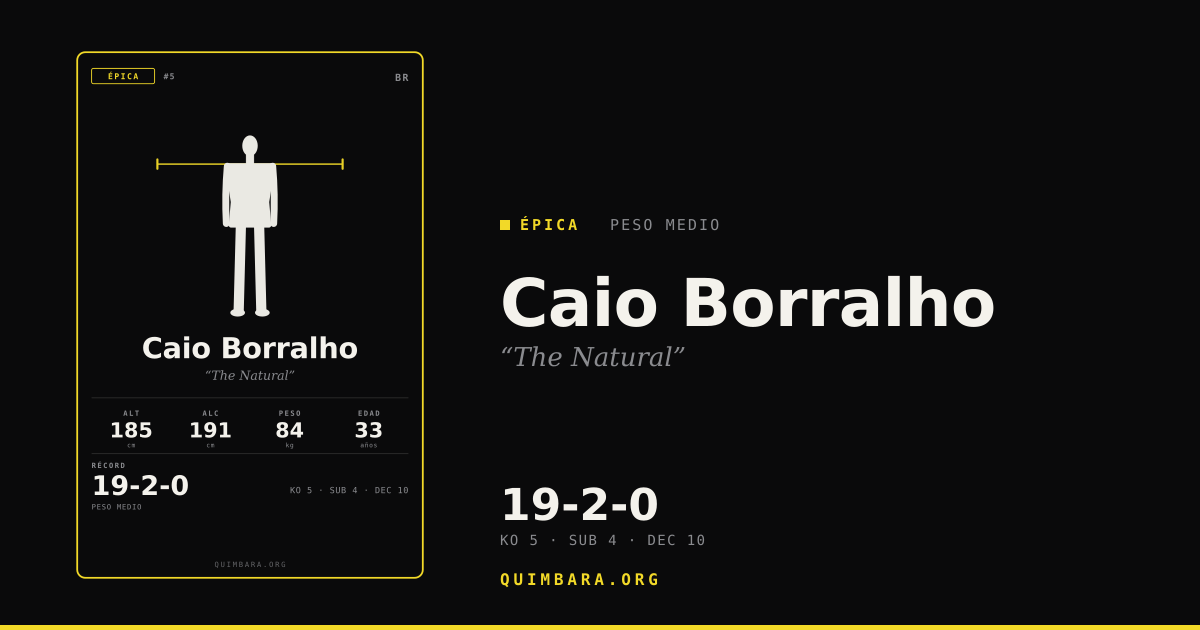 ÉPICA #5 BR
Caio Borralho
“The Natural”
ALT ALC PESO EDAD
185 191 84 33
cm cm kg años
RÉCORD
19-2-0
KO 5 · SUB 4 · DEC 10
PESO MEDIO
QUIMBARA.ORG
ÉPICA PESO MEDIO
Caio Borralho
“The Natural”
19-2-0
KO 5 · SUB 4 · DEC 10
QUIMBARA.ORG